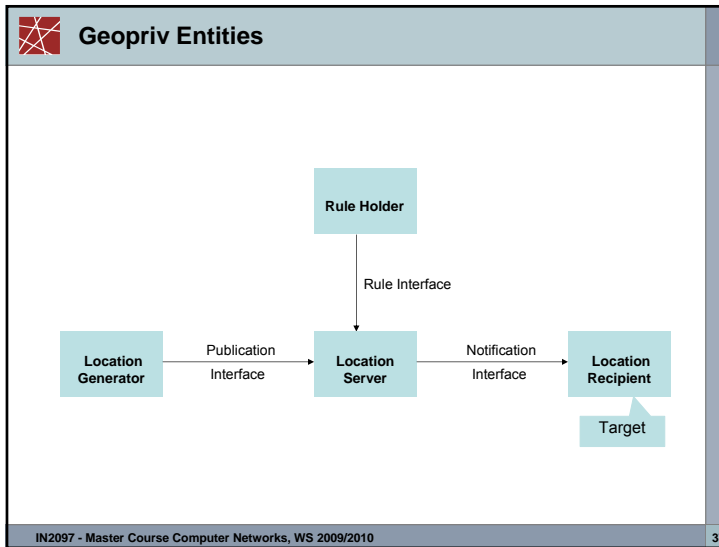 Geopriv Entities
Rule Holder
Rule Interface
Location
Generator
Publication
Interface
Location
Server
Notification
Interface
Location
Recipient
Target
IN2097 - Master Course Computer Networks, WS 2009/2010
3